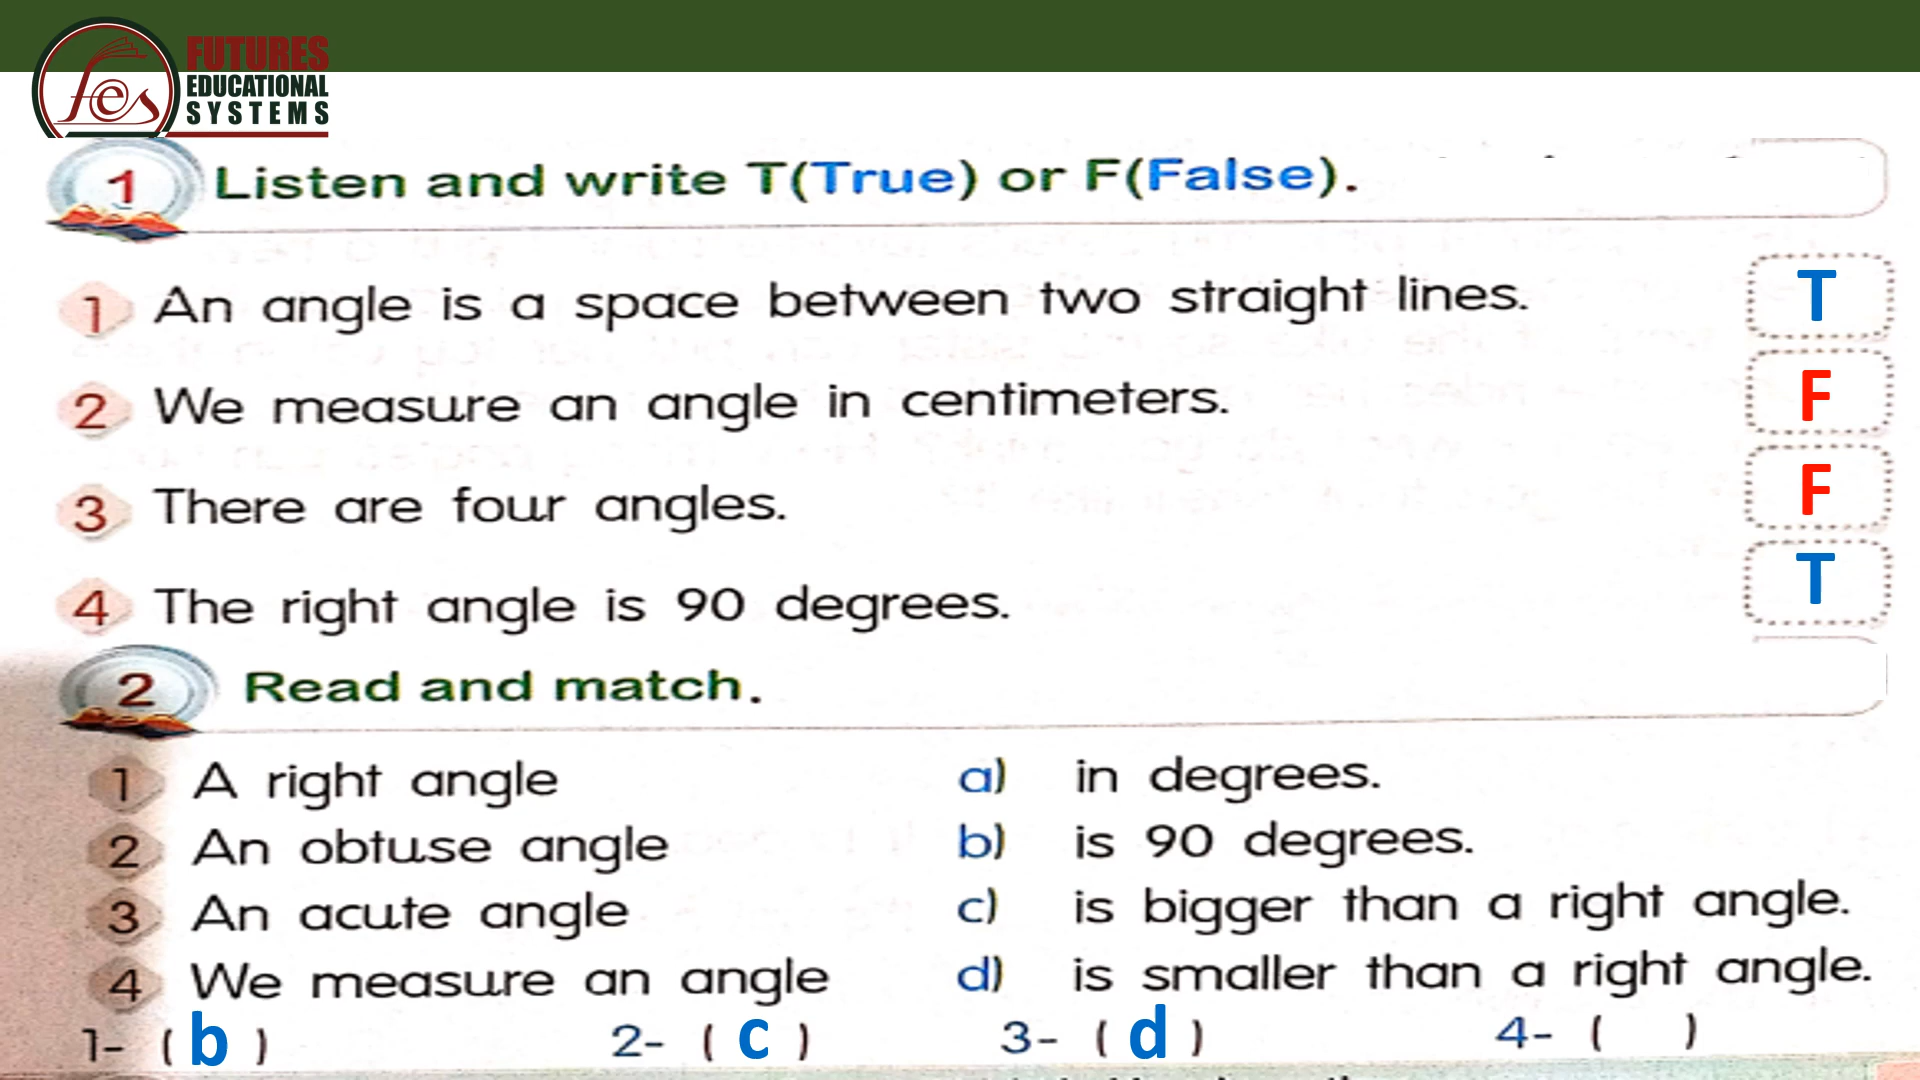 fes
FUTURES
EDUCATIONAL
SYSTEMS
1 Listen and write T(True) or F(False).
1 An angle is a space between two straight lines. T
2 We measure an angle in centimeters. F
3 There are four angles. F
4 The right angle is 90 degrees. T
2 Read and match.
1 A right angle a) in degrees.
2 An obtuse angle b) is 90 degrees.
3 An acute angle c) is bigger than a right angle.
4 We measure an angle d) is smaller than a right angle.
1- ( b ) 2- ( c ) 3- ( d ) 4- ( )